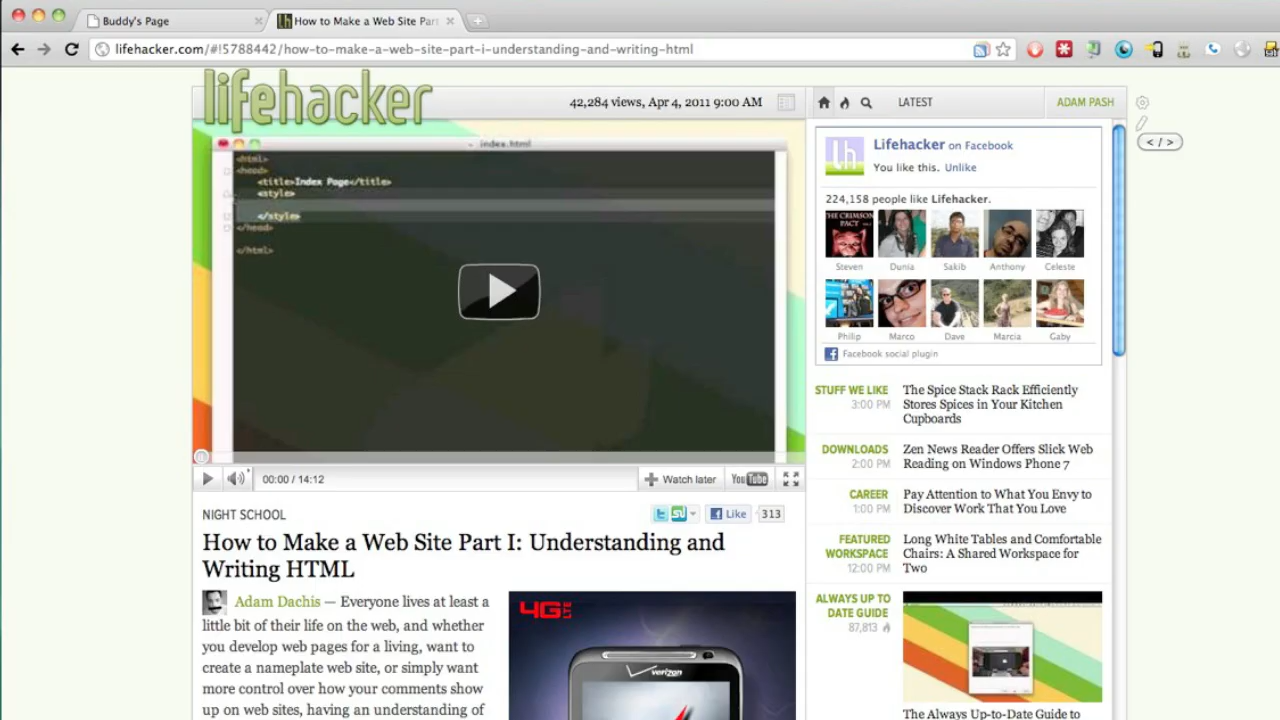 Buddy's Page
How to Make a Web Site Part
lifehacker.com/#!5788442/how-to-make-a-web-site-part-i-understanding-and-writing-html
lifehacker
42,284 views, Apr 4, 2011 9:00 AM
LATEST
ADAM PASH
< / >
index.html
<html>
<head>
<title>Index Page</title>
<style>
</style>
</head>
</html>
00:00 / 14:12
Watch later
YouTube
NIGHT SCHOOL
Like
313
How to Make a Web Site Part I: Understanding and
Writing HTML
Adam Dachis — Everyone lives at least a
little bit of their life on the web, and whether
you develop web pages for a living, want to
create a nameplate web site, or simply want
more control over how your comments show
up on web sites, having an understanding of
4G LTE
verizon
lh
Lifehacker on Facebook
You like this. Unlike
224,158 people like Lifehacker.
THE CRIMSON
PACT
Steven Dunia Sakib Anthony Celeste
Philip Marco Dave Marcia Gaby
Facebook social plugin
STUFF WE LIKE
3:00 PM
The Spice Stack Rack Efficiently
Stores Spices in Your Kitchen
Cupboards
DOWNLOADS
2:00 PM
Zen News Reader Offers Slick Web
Reading on Windows Phone 7
CAREER
1:00 PM
Pay Attention to What You Envy to
Discover Work That You Love
FEATURED
WORKSPACE
12:00 PM
Long White Tables and Comfortable
Chairs: A Shared Workspace for
Two
ALWAYS UP TO
DATE GUIDE
87,813
The Always Up-to-Date Guide to